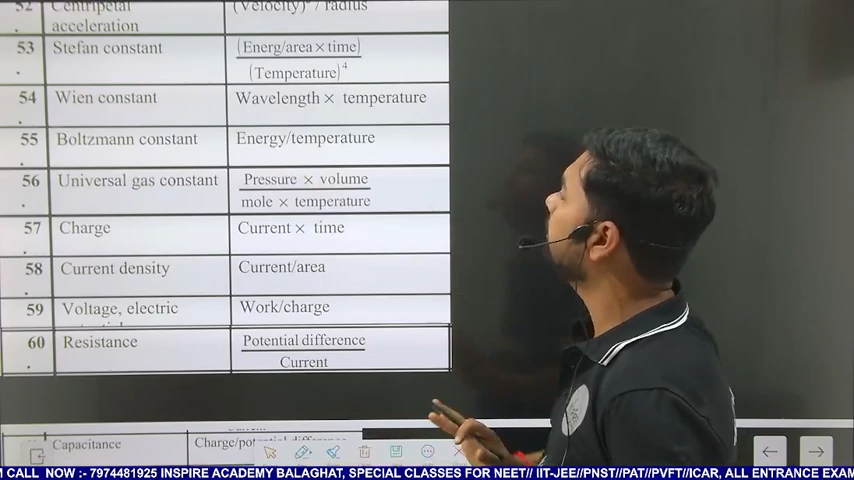 52 Centripetal (Velocity)² / radius
. acceleration
53 Stefan constant (Energ/area × time)
. (Temperature)⁴
54 Wien constant Wavelength × temperature
.
55 Boltzmann constant Energy/temperature
.
56 Universal gas constant Pressure × volume
. mole × temperature
57 Charge Current × time
.
58 Current density Current/area
.
59 Voltage, electric Work/charge
60 Resistance Potential difference
. Current
Capacitance Charge/potential difference
CALL NOW :- 7974481925 INSPIRE ACADEMY BALAGHAT, SPECIAL CLASSES FOR NEET// IIT-JEE//PNST//PAT//PVFT//ICAR, ALL ENTRANCE EXAM